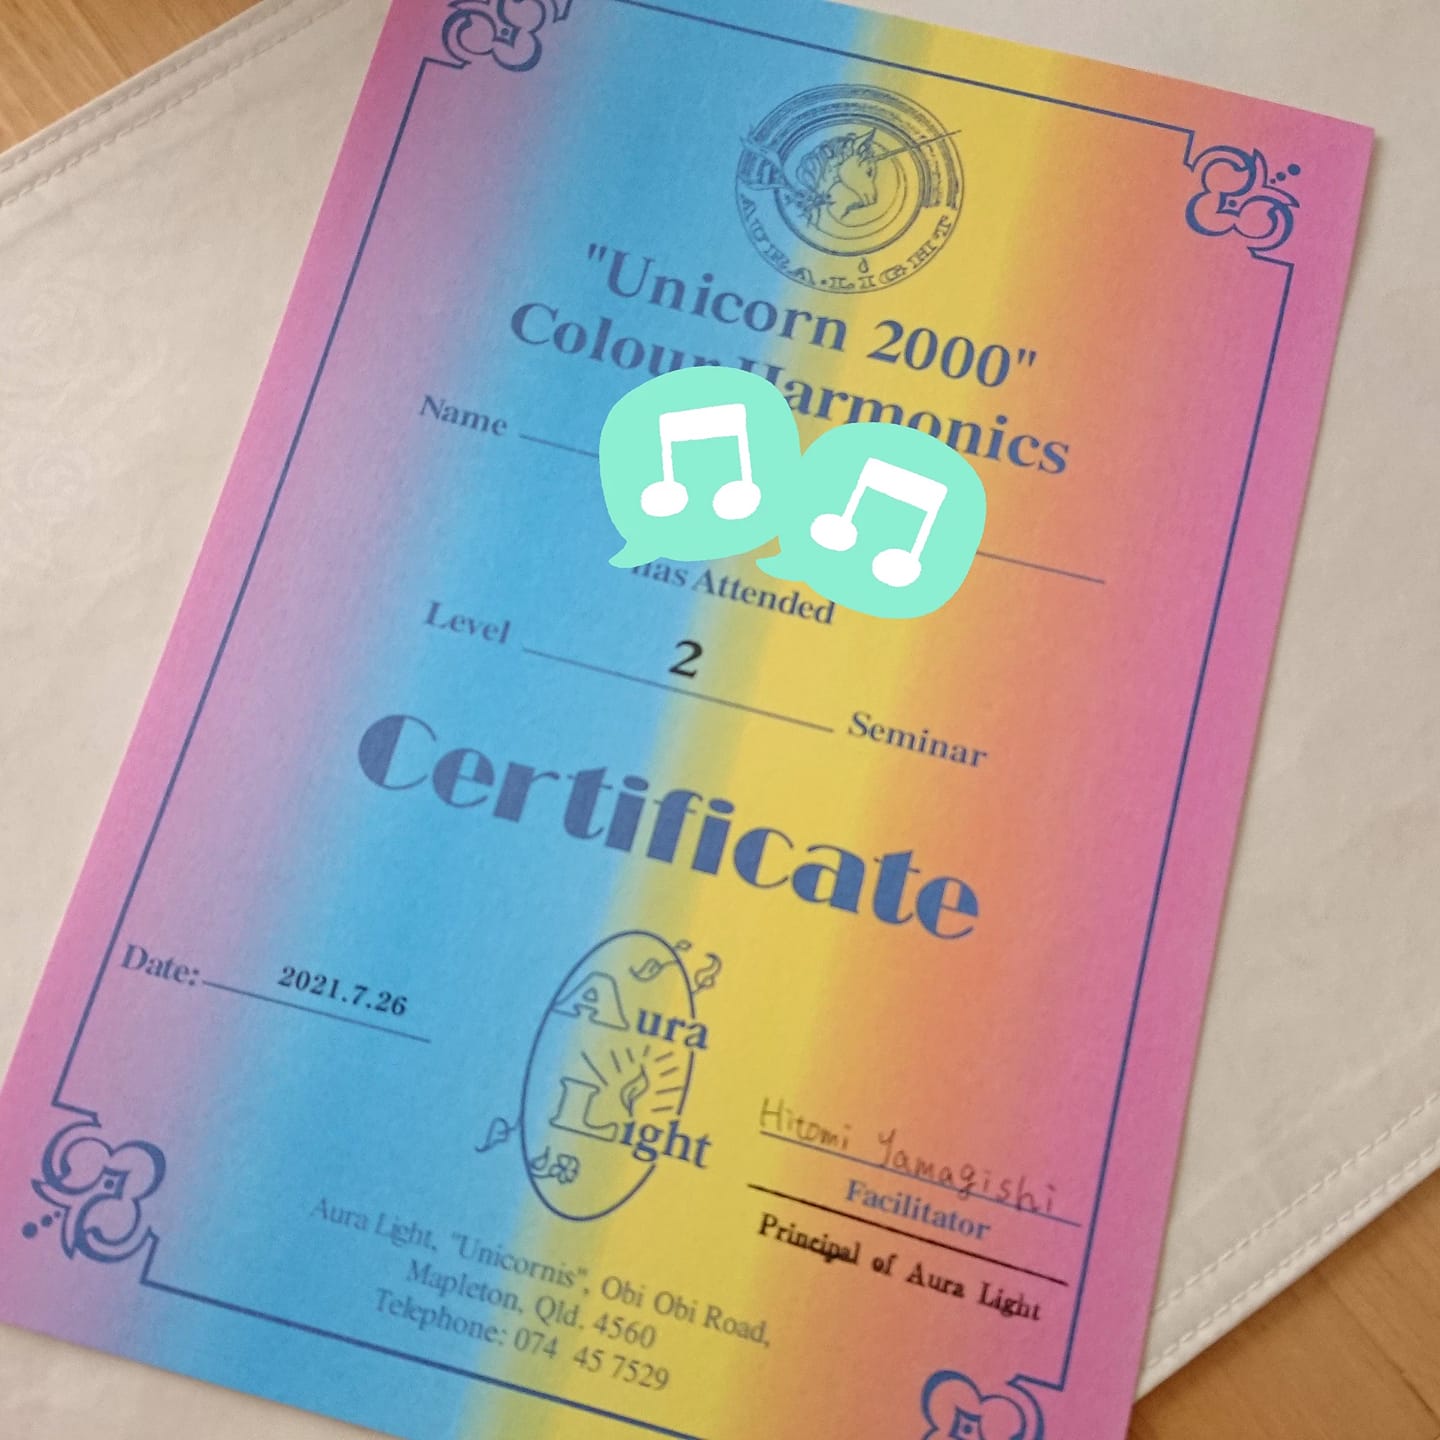 AURA.LIGHT
"Unicorn 2000"
Colour Harmonics
Name
has Attended
Level 2 Seminar
Certificate
Date: 2021.7.26
Aura
Light
Hitomi Yamagishi
Facilitator
Principal of Aura Light
Aura Light, "Unicornis", Obi Obi Road,
Mapleton, Qld. 4560
Telephone: 074 45 7529